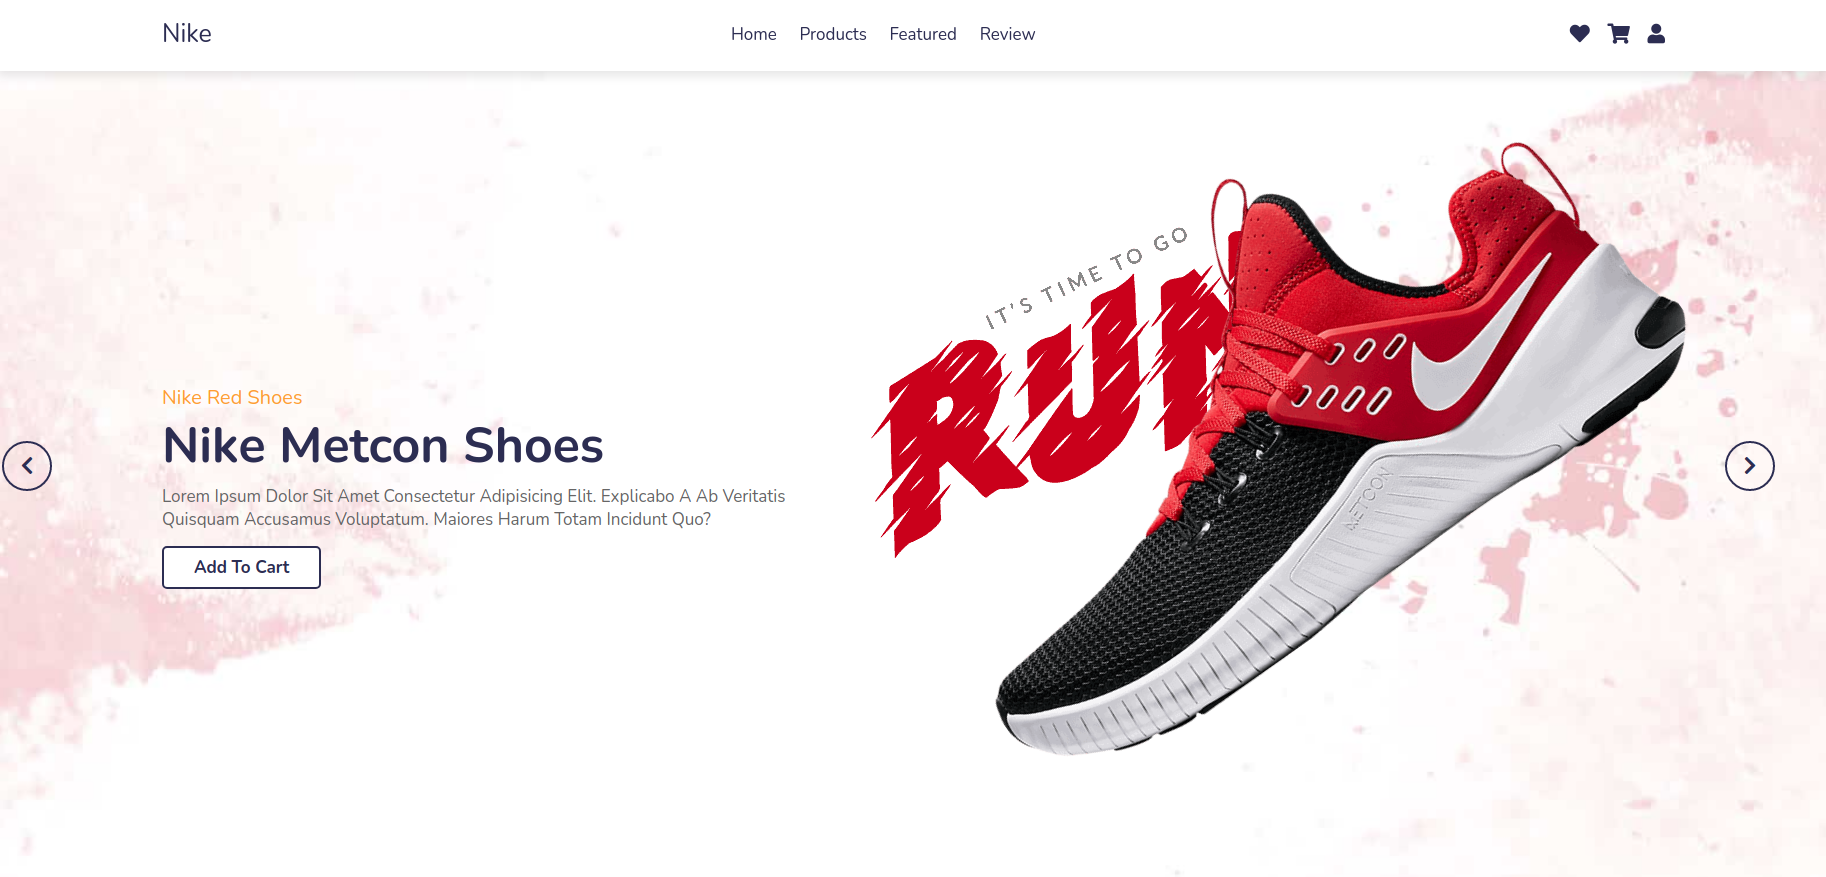 Nike
Home Products Featured Review
IT'S TIME TO GO
RUN
Nike Red Shoes
Nike Metcon Shoes
Lorem Ipsum Dolor Sit Amet Consectetur Adipisicing Elit. Explicabo A Ab Veritatis
Quisquam Accusamus Voluptatum. Maiores Harum Totam Incidunt Quo?
Add To Cart
METCON